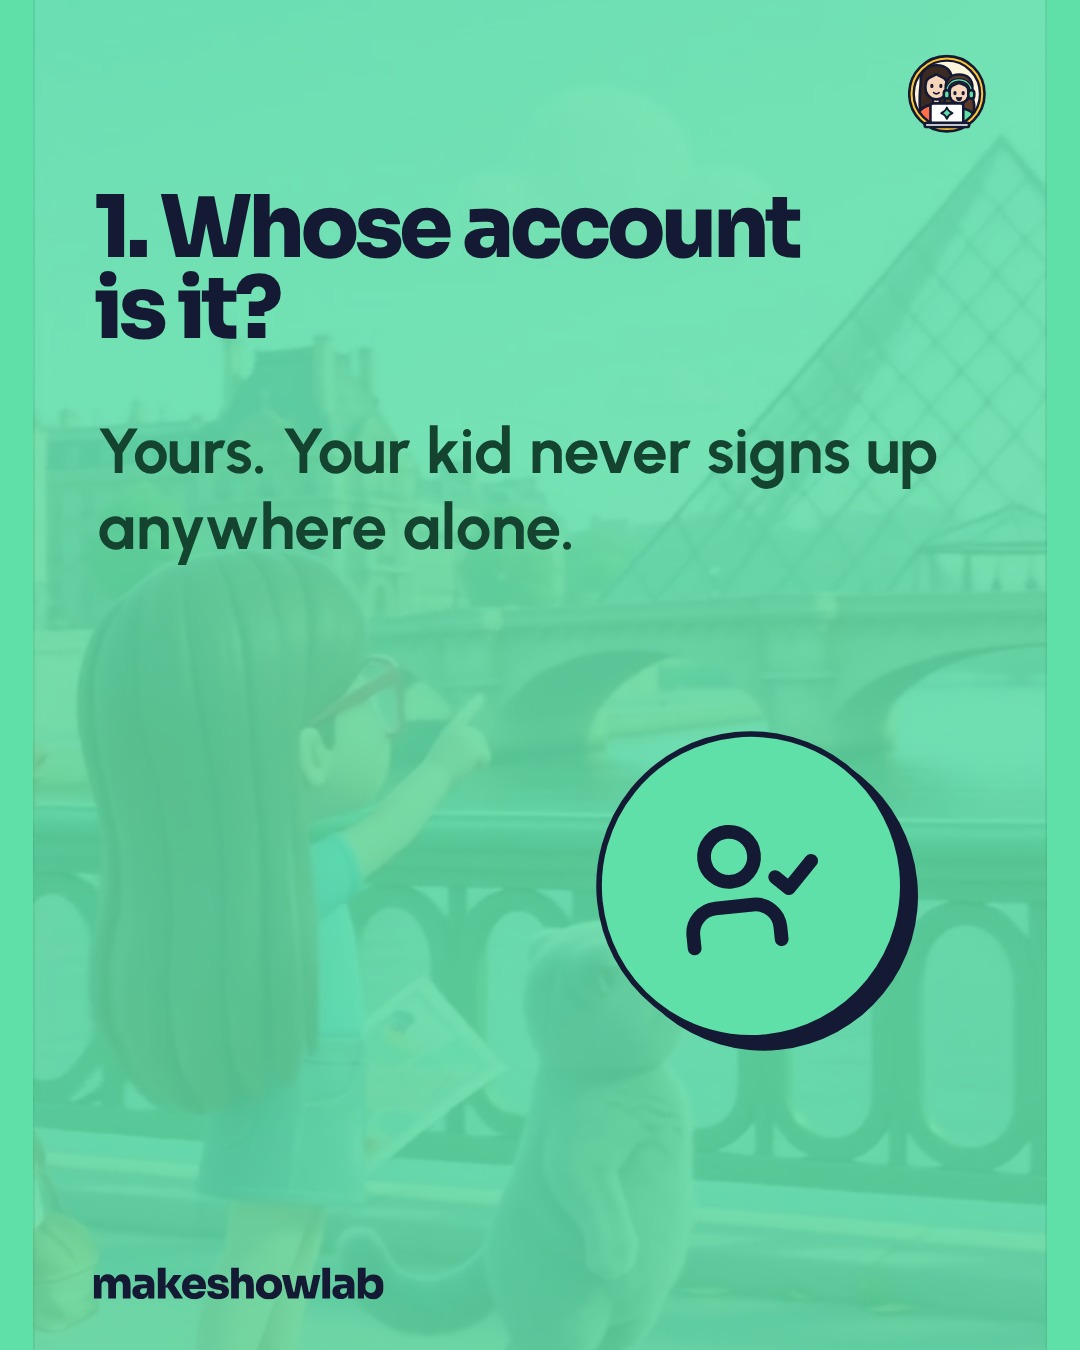 1. Whose account
is it?
Yours. Your kid never signs up
anywhere alone.
makeshowlab